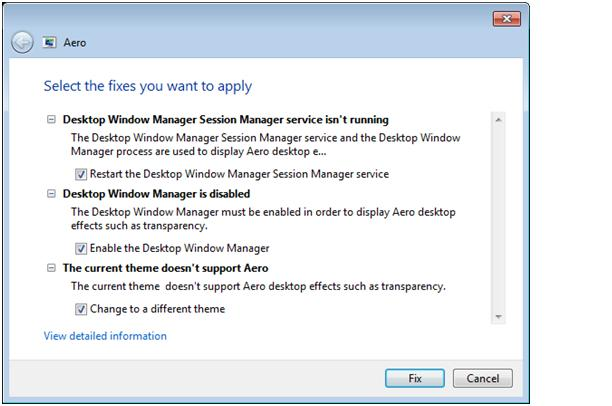 Aero
Select the fixes you want to apply
Desktop Window Manager Session Manager service isn't running
The Desktop Window Manager Session Manager service and the Desktop Window
Manager process are used to display Aero desktop e...
Restart the Desktop Window Manager Session Manager service
Desktop Window Manager is disabled
The Desktop Window Manager must be enabled in order to display Aero desktop
effects such as transparency.
Enable the Desktop Window Manager
The current theme doesn't support Aero
The current theme  doesn't support Aero desktop effects such as transparency.
Change to a different theme
View detailed information
Fix Cancel